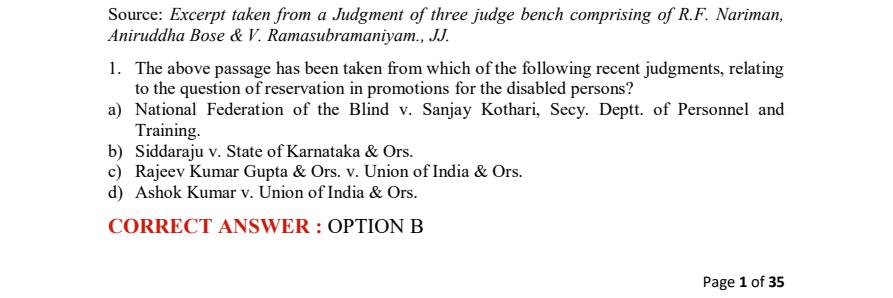 Source: Excerpt taken from a Judgment of three judge bench comprising of R.F. Nariman,
Aniruddha Bose & V. Ramasubramaniyam., JJ.
1. The above passage has been taken from which of the following recent judgments, relating
to the question of reservation in promotions for the disabled persons?
a) National Federation of the Blind v. Sanjay Kothari, Secy. Deptt. of Personnel and
Training.
b) Siddaraju v. State of Karnataka & Ors.
c) Rajeev Kumar Gupta & Ors. v. Union of India & Ors.
d) Ashok Kumar v. Union of India & Ors.
CORRECT ANSWER : OPTION B
Page 1 of 35